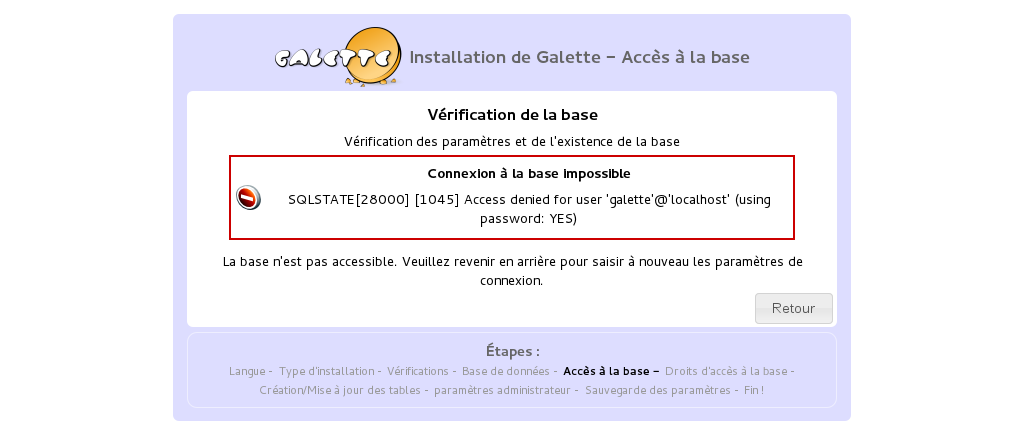 GALETTE
Installation de Galette - Accès à la base
Vérification de la base
Vérification des paramètres et de l'existence de la base
Connexion à la base impossible
SQLSTATE[28000] [1045] Access denied for user 'galette'@'localhost' (using
password: YES)
La base n'est pas accessible. Veuillez revenir en arrière pour saisir à nouveau les paramètres de
connexion.
Retour
Étapes :
Langue - Type d'installation - Vérifications - Base de données - Accès à la base - Droits d'accès à la base -
Création/Mise à jour des tables - paramètres administrateur - Sauvegarde des paramètres - Fin !